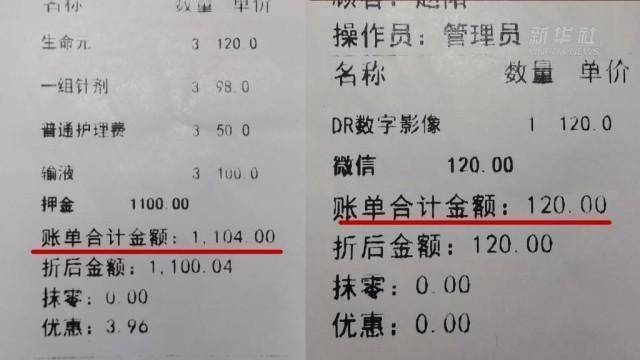 名称 数量 单价
生命元 3 120.0
一组针剂 3 98.0
普通护理费 3 50.0
输液 3 100.0
押金 1100.00
账单合计金额：1,104.00
折后金额：1,100.04
抹零：0.00
优惠：3.96
操作员：管理员
新华社
名称 数量 单价
DR数字影像 1 120.0
微信 120.00
账单合计金额：120.00
折后金额：120.00
抹零：0.00
优惠：0.00